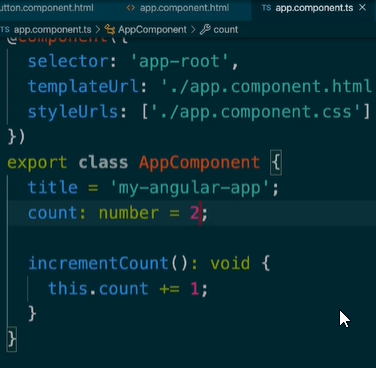 utton.component.html <> app.component.html TS app.component.ts ×
TS app.component.ts > AppComponent > count
@Component({
selector: 'app-root',
templateUrl: './app.component.html
styleUrls: ['./app.component.css']
})
export class AppComponent {
title = 'my-angular-app';
count: number = 2;
incrementCount(): void {
this.count += 1;
}
}